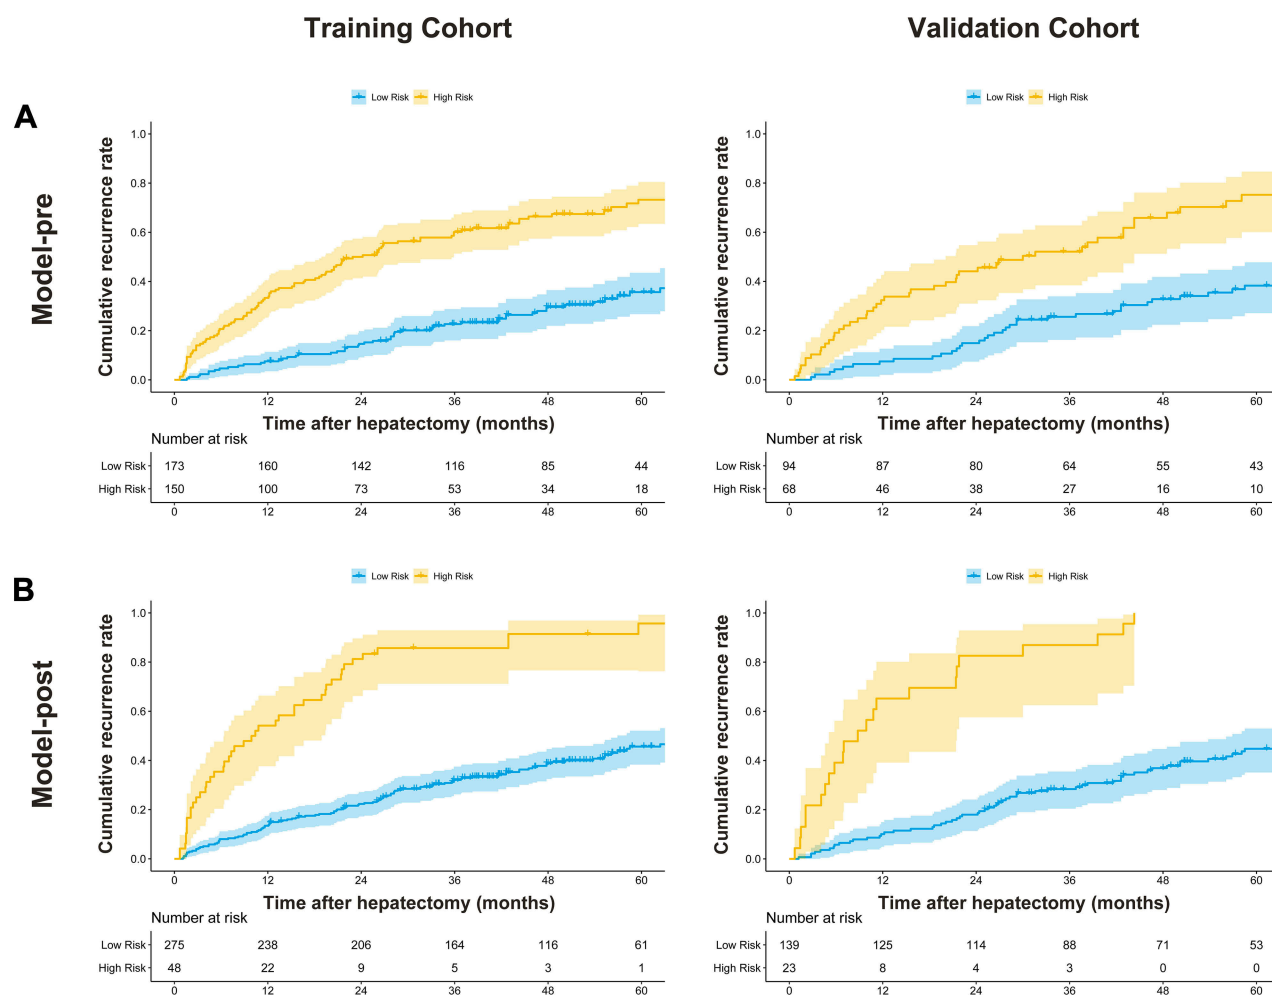 Training Cohort
Validation Cohort
A
Model-pre
Low Risk High Risk
Cumulative recurrence rate
1.0
0.8
0.6
0.4
0.2
0.0
0 12 24 36 48 60
Time after hepatectomy (months)
Number at risk
Low Risk 173 160 142 116 85 44
High Risk 150 100 73 53 34 18
0 12 24 36 48 60
Low Risk High Risk
Cumulative recurrence rate
1.0
0.8
0.6
0.4
0.2
0.0
0 12 24 36 48 60
Time after hepatectomy (months)
Number at risk
Low Risk 94 87 80 64 55 43
High Risk 68 46 38 27 16 10
0 12 24 36 48 60
B
Model-post
Low Risk High Risk
Cumulative recurrence rate
1.0
0.8
0.6
0.4
0.2
0.0
0 12 24 36 48 60
Time after hepatectomy (months)
Number at risk
Low Risk 275 238 206 164 116 61
High Risk 48 22 9 5 3 1
0 12 24 36 48 60
Low Risk High Risk
Cumulative recurrence rate
1.0
0.8
0.6
0.4
0.2
0.0
0 12 24 36 48 60
Time after hepatectomy (months)
Number at risk
Low Risk 139 125 114 88 71 53
High Risk 23 8 4 3 0 0
0 12 24 36 48 60